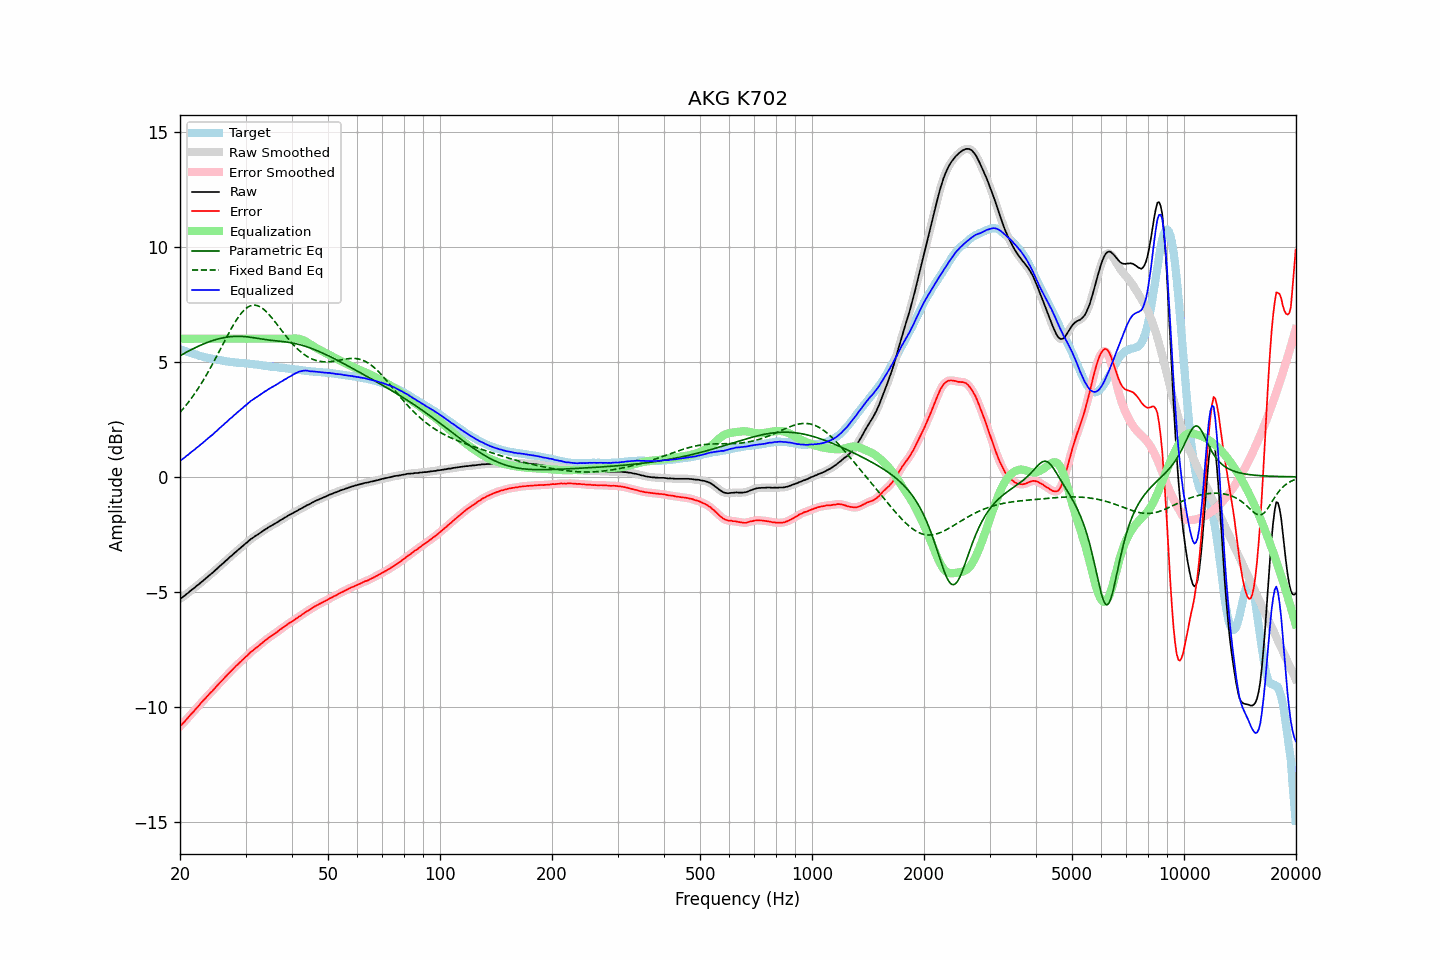 AKG K702
Target
Raw Smoothed
Error Smoothed
Raw
Error
Equalization
Parametric Eq
Fixed Band Eq
Equalized
15
10
5
0
−5
−10
−15
Amplitude (dBr)
20
50
100
200
500
1000
2000
5000
10000
20000
Frequency (Hz)